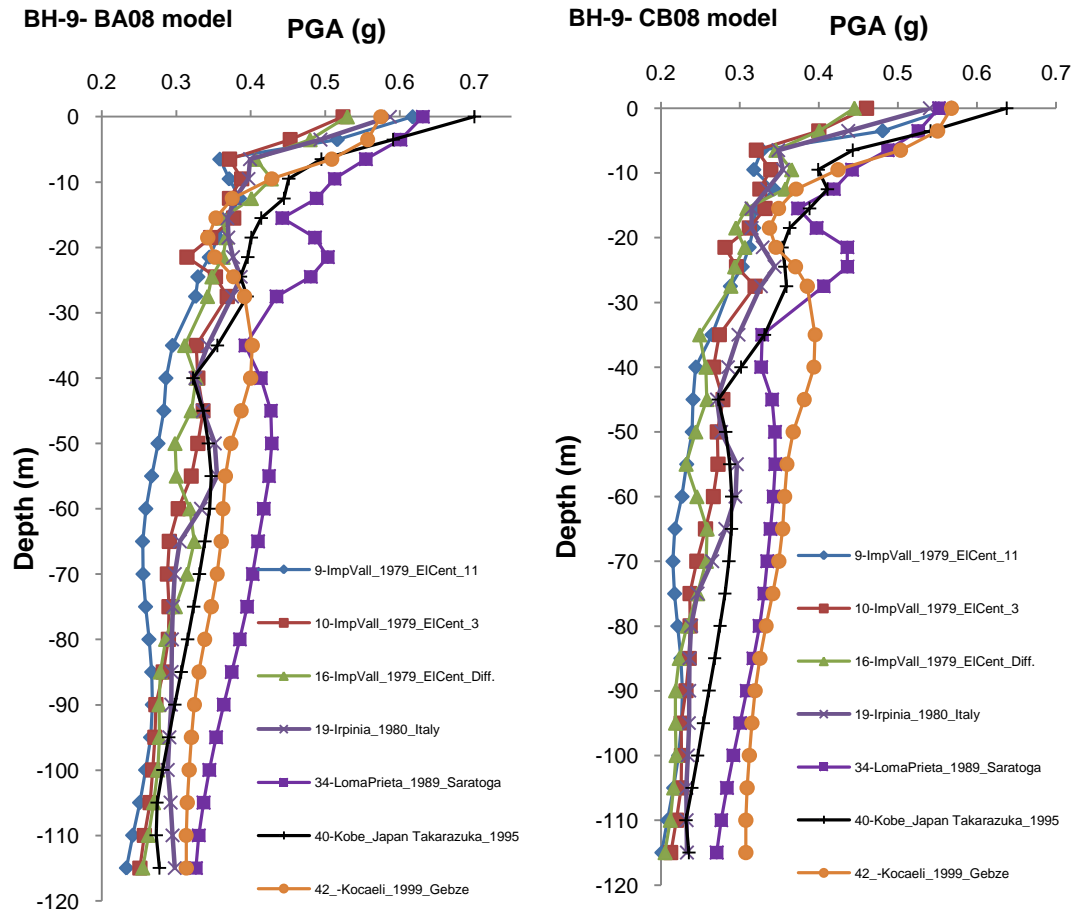 BH-9- BA08 model
PGA (g)
0.2 0.3 0.4 0.5 0.6 0.7
0
-10
-20
-30
-40
-50
-60
-70
-80
-90
-100
-110
-120
Depth (m)
9-ImpVall_1979_ElCent_11
10-ImpVall_1979_ElCent_3
16-ImpVall_1979_ElCent_Diff.
19-Irpinia_1980_Italy
34-LomaPrieta_1989_Saratoga
40-Kobe_Japan Takarazuka_1995
42_-Kocaeli_1999_Gebze
BH-9- CB08 model
PGA (g)
0.2 0.3 0.4 0.5 0.6 0.7
0
-10
-20
-30
-40
-50
-60
-70
-80
-90
-100
-110
-120
Depth (m)
9-ImpVall_1979_ElCent_11
10-ImpVall_1979_ElCent_3
16-ImpVall_1979_ElCent_Diff.
19-Irpinia_1980_Italy
34-LomaPrieta_1989_Saratoga
40-Kobe_Japan Takarazuka_1995
42_-Kocaeli_1999_Gebze